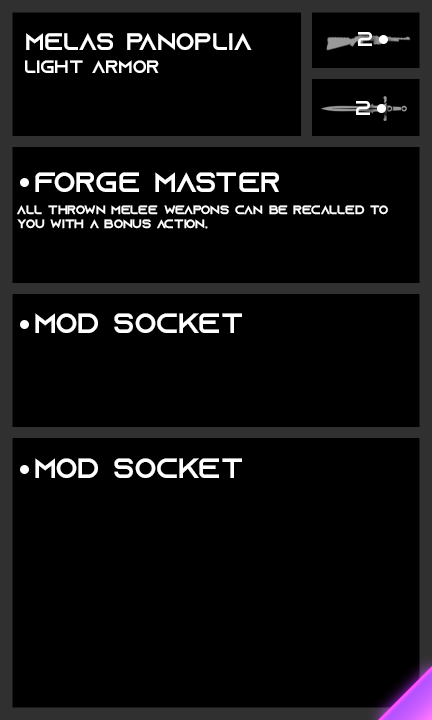 MELAS PANOPLIA
LIGHT ARMOR
2•
2•
•FORGE MASTER
ALL THROWN MELEE WEAPONS CAN BE RECALLED TO
YOU WITH A BONUS ACTION.
•MOD SOCKET
•MOD SOCKET